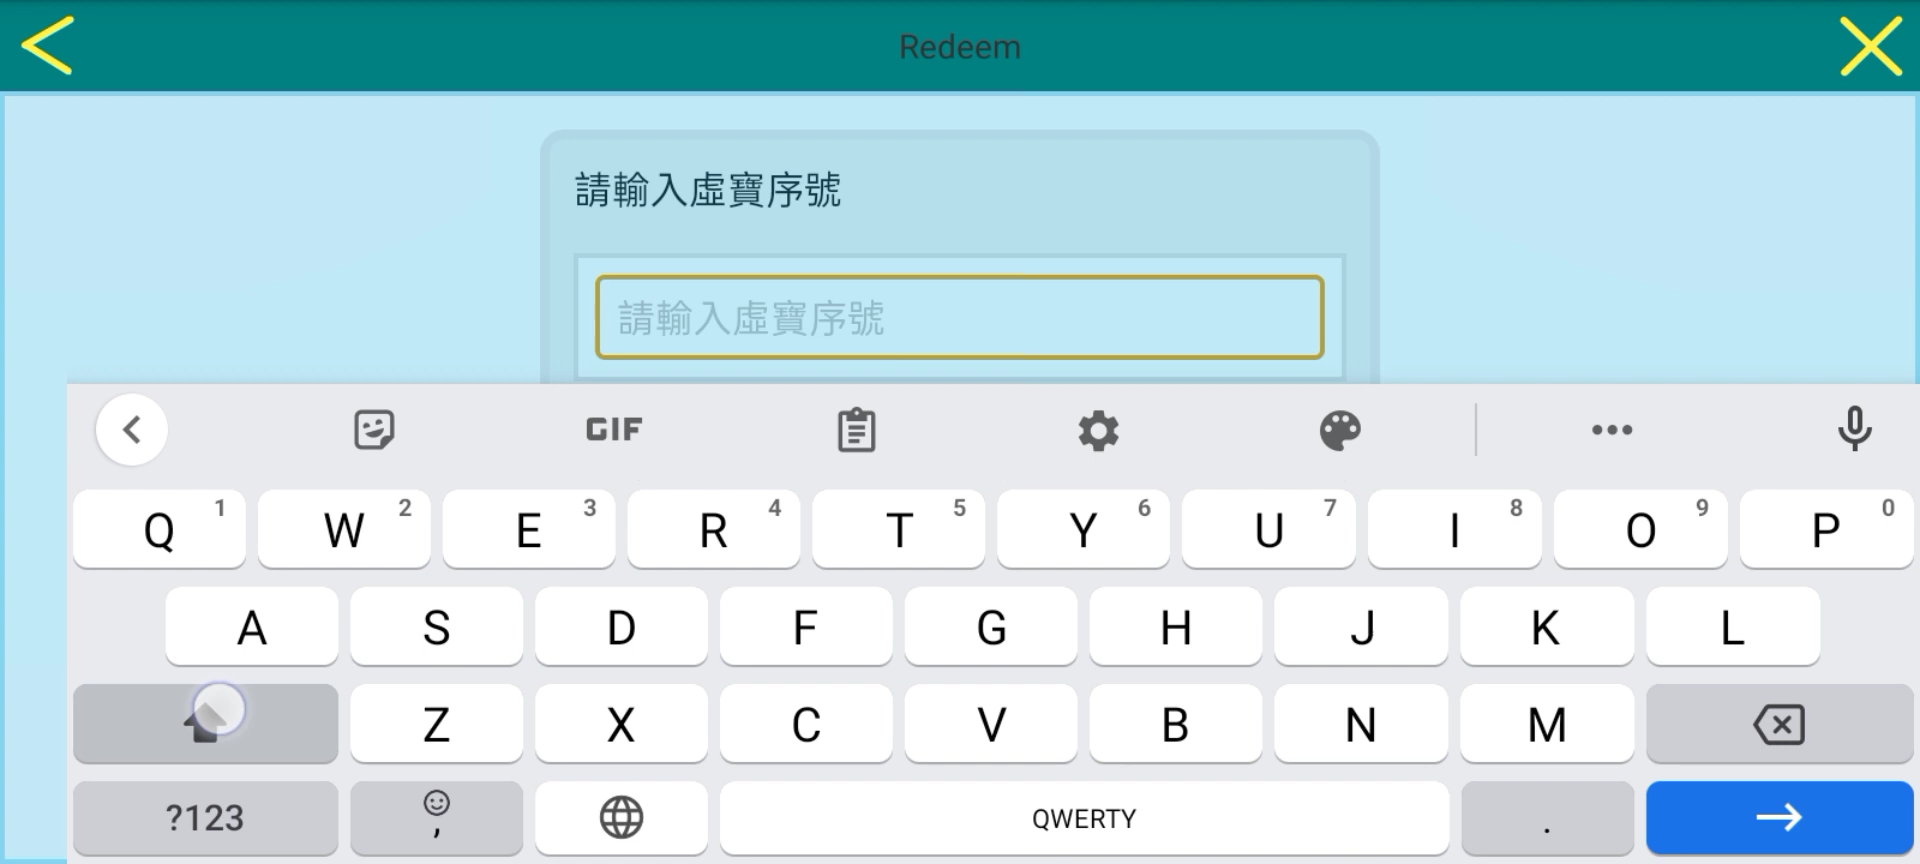 Redeem
請輸入虛寶序號
請輸入虛寶序號
GIF
Q 1 W 2 E 3 R 4 T 5 Y 6 U 7 I 8 O 9 P 0
A S D F G H J K L
Z X C V B N M
?123 , QWERTY .